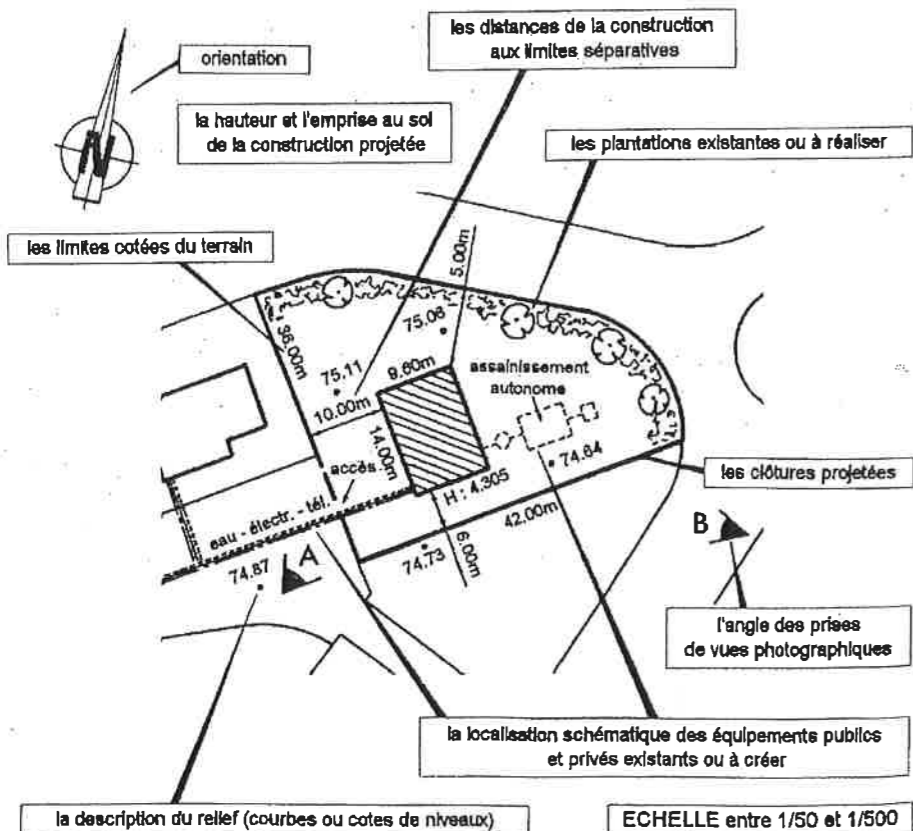 les distances de la construction
aux limites séparatives
orientation
la hauteur et l'emprise au sol
de la construction projetée
les plantations existantes ou à réaliser
N
les limites cotées du terrain
5.00m
36.00m
75.06
75.11
9.60m
assainissement
autonome
10.00m
14.00m
accès
74.64
H : 4.305
les clôtures projetées
eau - électr. - tél.
42.00m
B
6.00m
74.73
A
74.87
l'angle des prises
de vues photographiques
la localisation schématique des équipements publics
et privés existants ou à créer
la description du relief (courbes ou cotes de niveaux)
ECHELLE entre 1/50 et 1/500